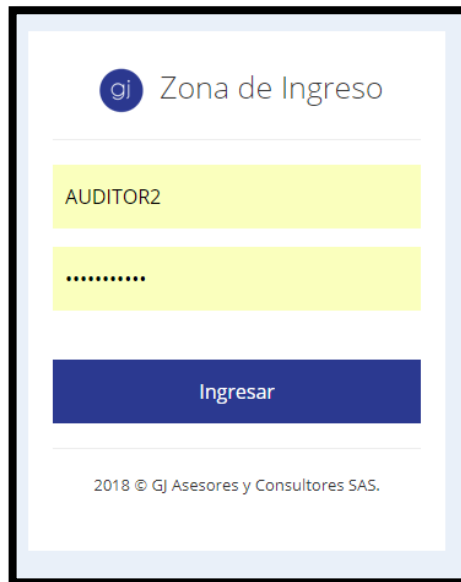 gj Zona de Ingreso
AUDITOR2
•••••••••••
Ingresar
2018 © GJ Asesores y Consultores SAS.